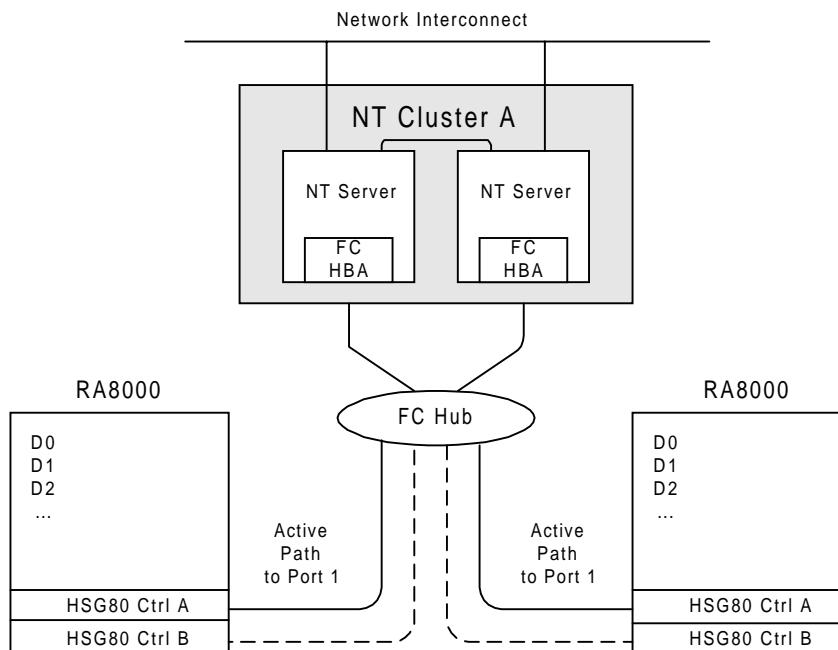 Network Interconnect
NT Cluster A
NT Server
NT Server
FC
HBA
FC
HBA
RA8000
RA8000
FC Hub
D0
D1
D2
...
D0
D1
D2
...
Active
Path
to Port 1
Active
Path
to Port 1
HSG80 Ctrl A
HSG80 Ctrl A
HSG80 Ctrl B
HSG80 Ctrl B